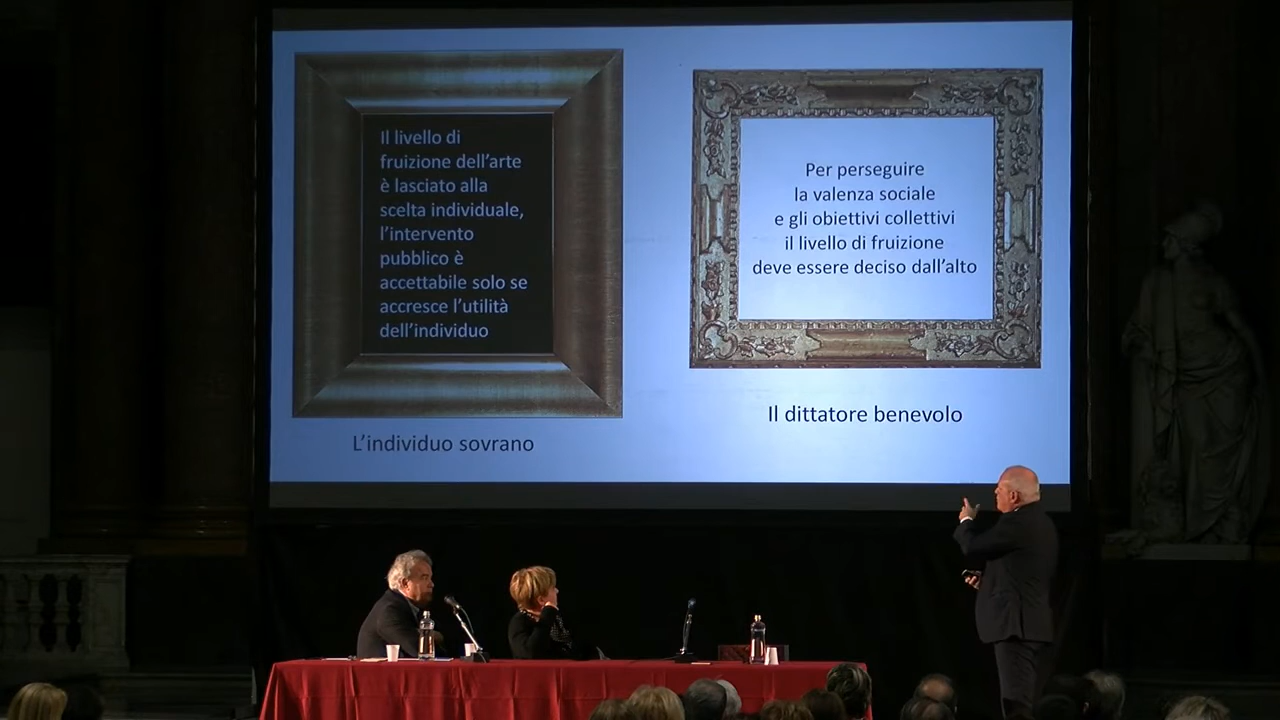 Il livello di
fruizione dell'arte
è lasciato alla
scelta individuale,
l'intervento
pubblico è
accettabile solo se
accresce l'utilità
dell'individuo
L'individuo sovrano
Per perseguire
la valenza sociale
e gli obiettivi collettivi
il livello di fruizione
deve essere deciso dall'alto
Il dittatore benevolo